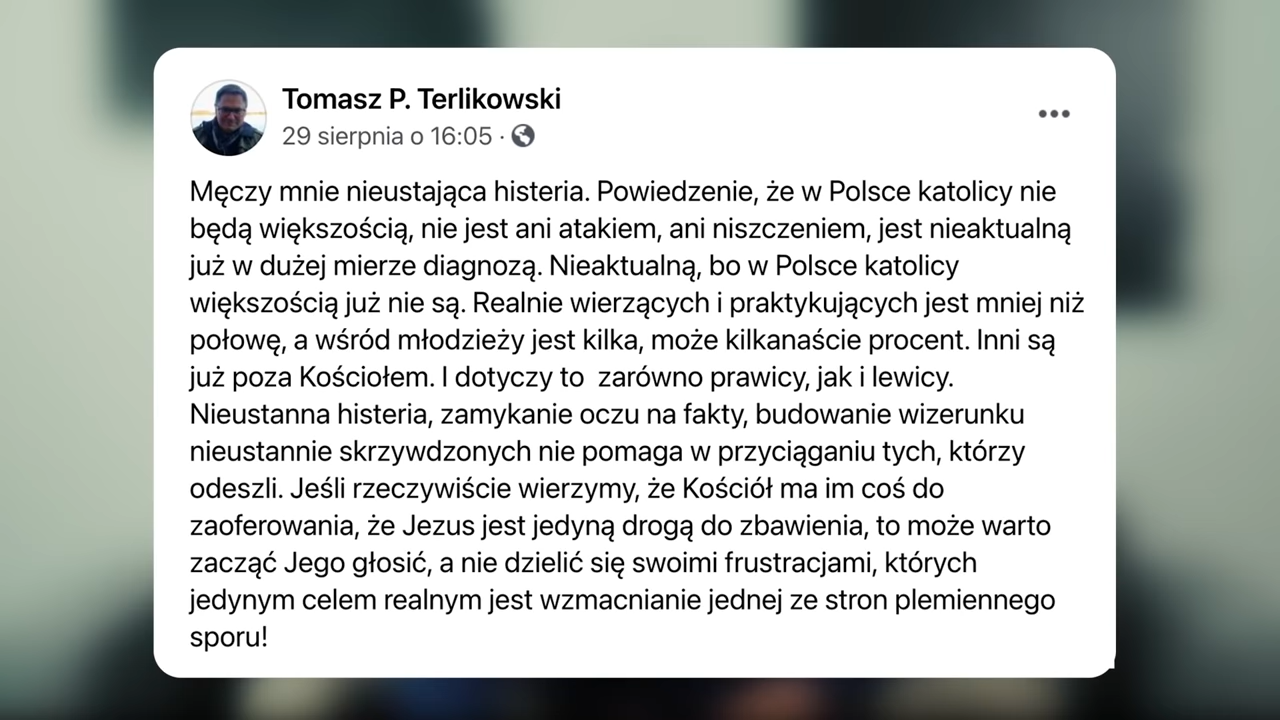 Tomasz P. Terlikowski
29 sierpnia o 16:05 ·
Męczy mnie nieustająca histeria. Powiedzenie, że w Polsce katolicy nie
będą większością, nie jest ani atakiem, ani niszczeniem, jest nieaktualną
już w dużej mierze diagnozą. Nieaktualną, bo w Polsce katolicy
większością już nie są. Realnie wierzących i praktykujących jest mniej niż
połowę, a wśród młodzieży jest kilka, może kilkanaście procent. Inni są
już poza Kościołem. I dotyczy to  zarówno prawicy, jak i lewicy.
Nieustanna histeria, zamykanie oczu na fakty, budowanie wizerunku
nieustannie skrzywdzonych nie pomaga w przyciąganiu tych, którzy
odeszli. Jeśli rzeczywiście wierzymy, że Kościół ma im coś do
zaoferowania, że Jezus jest jedyną drogą do zbawienia, to może warto
zacząć Jego głosić, a nie dzielić się swoimi frustracjami, których
jedynym celem realnym jest wzmacnianie jednej ze stron plemiennego
sporu!